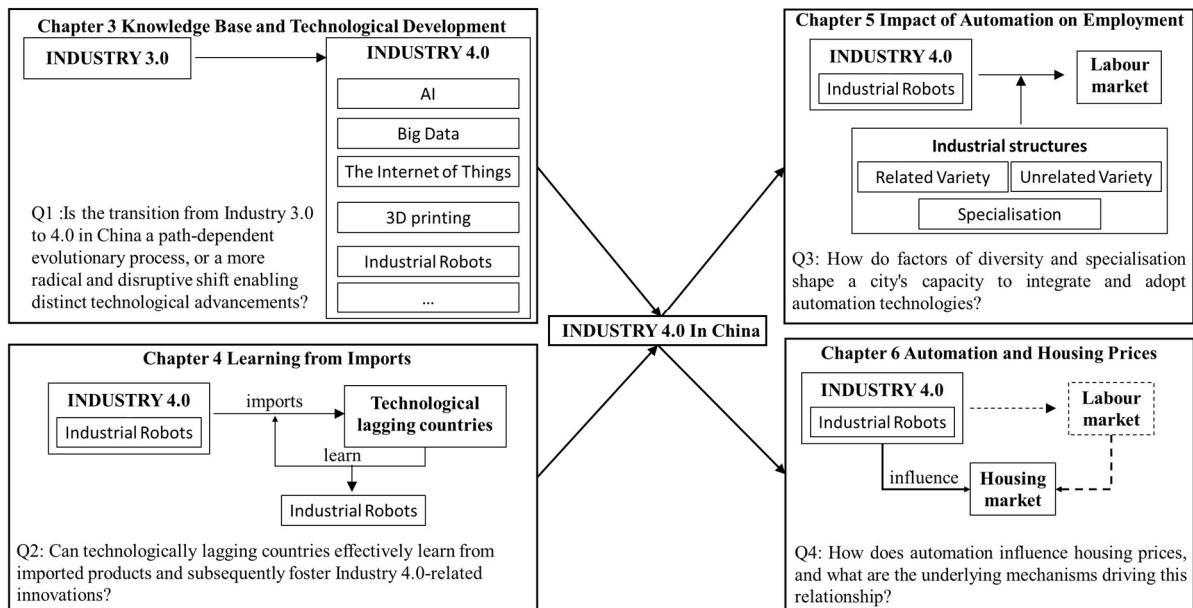 Chapter 3 Knowledge Base and Technological Development
INDUSTRY 3.0
INDUSTRY 4.0
AI
Big Data
The Internet of Things
3D printing
Industrial Robots
...
Q1 :Is the transition from Industry 3.0
to 4.0 in China a path-dependent
evolutionary process, or a more
radical and disruptive shift enabling
distinct technological advancements?
Chapter 4 Learning from Imports
INDUSTRY 4.0
Industrial Robots
imports
Technological
lagging countries
learn
Industrial Robots
Q2: Can technologically lagging countries effectively learn from
imported products and subsequently foster Industry 4.0-related
innovations?
INDUSTRY 4.0 In China
Chapter 5 Impact of Automation on Employment
INDUSTRY 4.0
Industrial Robots
Labour
market
Industrial structures
Related Variety
Unrelated Variety
Specialisation
Q3: How do factors of diversity and specialisation
shape a city's capacity to integrate and adopt
automation technologies?
Chapter 6 Automation and Housing Prices
INDUSTRY 4.0
Industrial Robots
Labour
market
influence
Housing
market
Q4: How does automation influence housing prices,
and what are the underlying mechanisms driving this
relationship?